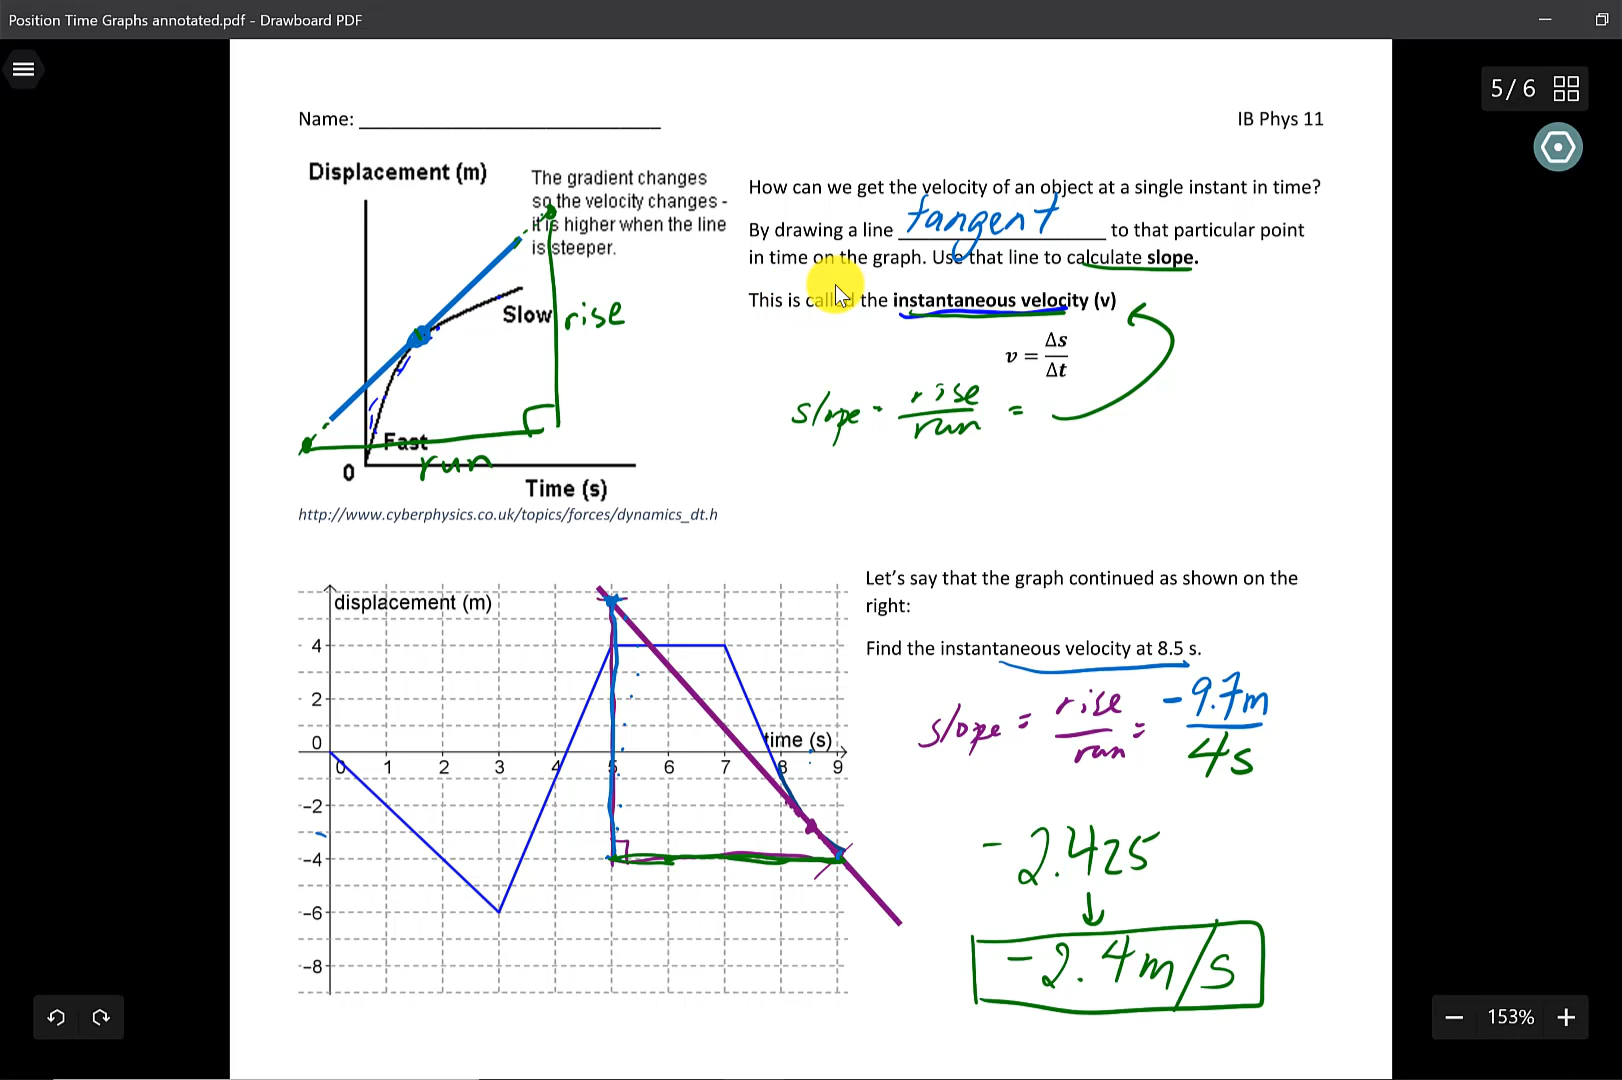 Position Time Graphs annotated.pdf - Drawboard PDF
5 / 6
Name:
IB Phys 11
Displacement (m)
The gradient changes
so the velocity changes -
it is higher when the line
is steeper.
Slow
rise
Fast
run
0
Time (s)
http://www.cyberphysics.co.uk/topics/forces/dynamics_dt.h
How can we get the velocity of an object at a single instant in time?
By drawing a line tangent to that particular point
in time on the graph. Use that line to calculate slope.
This is called the instantaneous velocity (v)
v = Δs/Δt
slope = rise/run =
displacement (m)
4
2
0
-2
-4
-6
-8
time (s)
0 1 2 3 4 5 6 7 8 9
Let's say that the graph continued as shown on the
right:
Find the instantaneous velocity at 8.5 s.
slope = rise/run = -9.7m/4s
-2.425
-2.4 m/s
153%